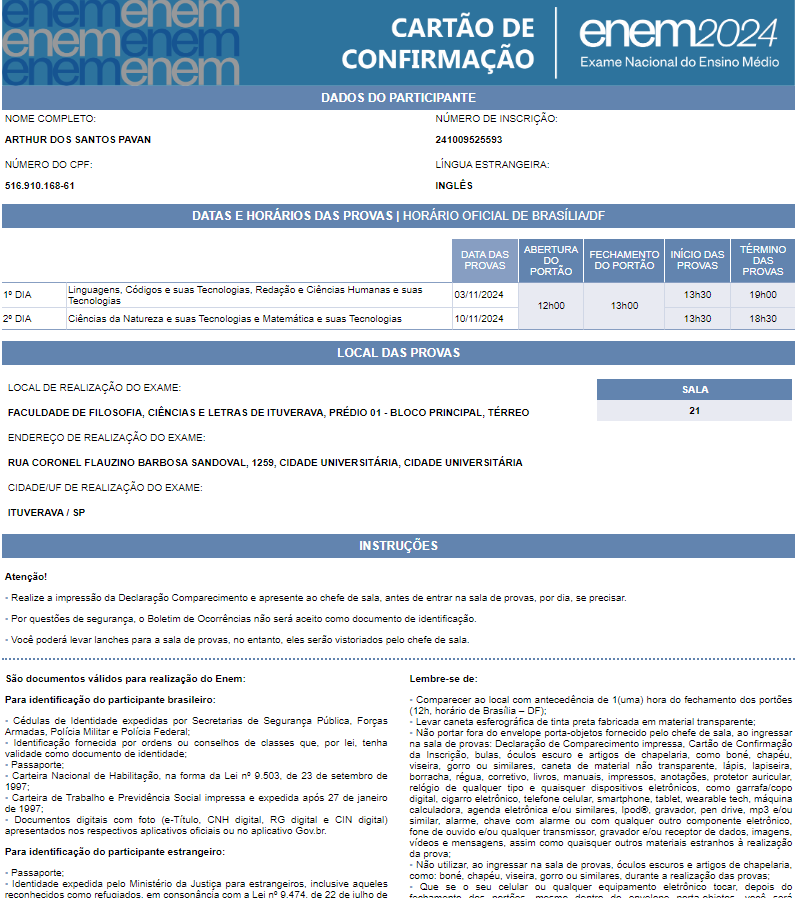 enemenem
enemenem
enemenem
CARTÃO DE
CONFIRMAÇÃO
enem2024
Exame Nacional do Ensino Médio
DADOS DO PARTICIPANTE
NOME COMPLETO:
NÚMERO DE INSCRIÇÃO:
ARTHUR DOS SANTOS PAVAN
241009525593
NÚMERO DO CPF:
LÍNGUA ESTRANGEIRA:
516.910.168-61
INGLÊS
DATAS E HORÁRIOS DAS PROVAS | HORÁRIO OFICIAL DE BRASÍLIA/DF
DATA DAS PROVAS
ABERTURA DO PORTÃO
FECHAMENTO DO PORTÃO
INÍCIO DAS PROVAS
TÉRMINO DAS PROVAS
1º DIA
Linguagens, Códigos e suas Tecnologias, Redação e Ciências Humanas e suas
Tecnologias
03/11/2024
12h00
13h00
13h30
19h00
2º DIA
Ciências da Natureza e suas Tecnologias e Matemática e suas Tecnologias
10/11/2024
13h30
18h30
LOCAL DAS PROVAS
LOCAL DE REALIZAÇÃO DO EXAME:
SALA
21
FACULDADE DE FILOSOFIA, CIÊNCIAS E LETRAS DE ITUVERAVA, PRÉDIO 01 - BLOCO PRINCIPAL, TÉRREO
ENDEREÇO DE REALIZAÇÃO DO EXAME:
RUA CORONEL FLAUZINO BARBOSA SANDOVAL, 1259, CIDADE UNIVERSITÁRIA, CIDADE UNIVERSITÁRIA
CIDADE/UF DE REALIZAÇÃO DO EXAME:
ITUVERAVA / SP
INSTRUÇÕES
Atenção!
- Realize a impressão da Declaração Comparecimento e apresente ao chefe de sala, antes de entrar na sala de provas, por dia, se precisar.
- Por questões de segurança, o Boletim de Ocorrências não será aceito como documento de identificação.
- Você poderá levar lanches para a sala de provas, no entanto, eles serão vistoriados pelo chefe de sala.
São documentos válidos para realização do Enem:
Para identificação do participante brasileiro:
- Cédulas de Identidade expedidas por Secretarias de Segurança Pública, Forças
Armadas, Polícia Militar e Polícia Federal;
- Identificação fornecida por ordens ou conselhos de classes que, por lei, tenha
validade como documento de identidade;
- Passaporte;
- Carteira Nacional de Habilitação, na forma da Lei nº 9.503, de 23 de setembro de
1997;
- Carteira de Trabalho e Previdência Social impressa e expedida após 27 de janeiro
de 1997;
- Documentos digitais com foto (e-Título, CNH digital, RG digital e CIN digital)
apresentados nos respectivos aplicativos oficiais ou no aplicativo Gov.br.
Para identificação do participante estrangeiro:
- Passaporte;
- Identidade expedida pelo Ministério da Justiça para estrangeiros, inclusive aqueles
reconhecidos como refugiados, em consonância com a Lei nº 9.474, de 22 de julho de
Lembre-se de:
- Comparecer ao local com antecedência de 1(uma) hora do fechamento dos portões
(12h, horário de Brasília – DF);
- Levar caneta esferográfica de tinta preta fabricada em material transparente;
- Não portar fora do envelope porta-objetos fornecido pelo chefe de sala, ao ingressar
na sala de provas: Declaração de Comparecimento impressa, Cartão de Confirmação
da Inscrição, bulas, óculos escuro e artigos de chapelaria, como boné, chapéu,
viseira, gorro ou similares, caneta de material não transparente, lápis, lapiseira,
borracha, régua, corretivo, livros, manuais, impressos, anotações, protetor auricular,
relógio de qualquer tipo e quaisquer dispositivos eletrônicos, como garrafa/copo
digital, cigarro eletrônico, telefone celular, smartphone, tablet, wearable tech, máquina
calculadora, agenda eletrônica e/ou similares, Ipod®, gravador, pen drive, mp3 e/ou
similar, alarme, chave com alarme ou com qualquer outro componente eletrônico,
fone de ouvido e/ou qualquer transmissor, gravador e/ou receptor de dados, imagens,
vídeos e mensagens, assim como quaisquer outros materiais estranhos à realização
da prova;
- Não utilizar, ao ingressar na sala de provas, óculos escuros e artigos de chapelaria,
como: boné, chapéu, viseira, gorro ou similares, durante a realização das provas;
- Que se o seu celular ou qualquer equipamento eletrônico tocar, depois do
fechamento dos portões, mesmo dentro do envelope porta-objetos, você será